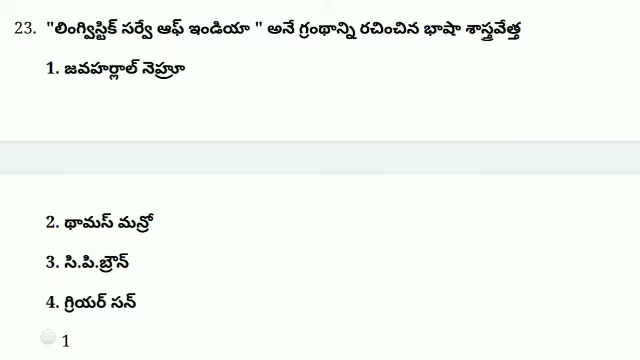 23. "లింగ్విస్టిక్ సర్వే ఆఫ్ ఇండియా " అనే గ్రంథాన్ని రచించిన భాషా శాస్త్రవేత్త
1. జవహర్లాల్ నెహ్రూ
2. థామస్ మన్రో
3. సి.పి.బ్రౌన్
4. గ్రియర్ సన్
1